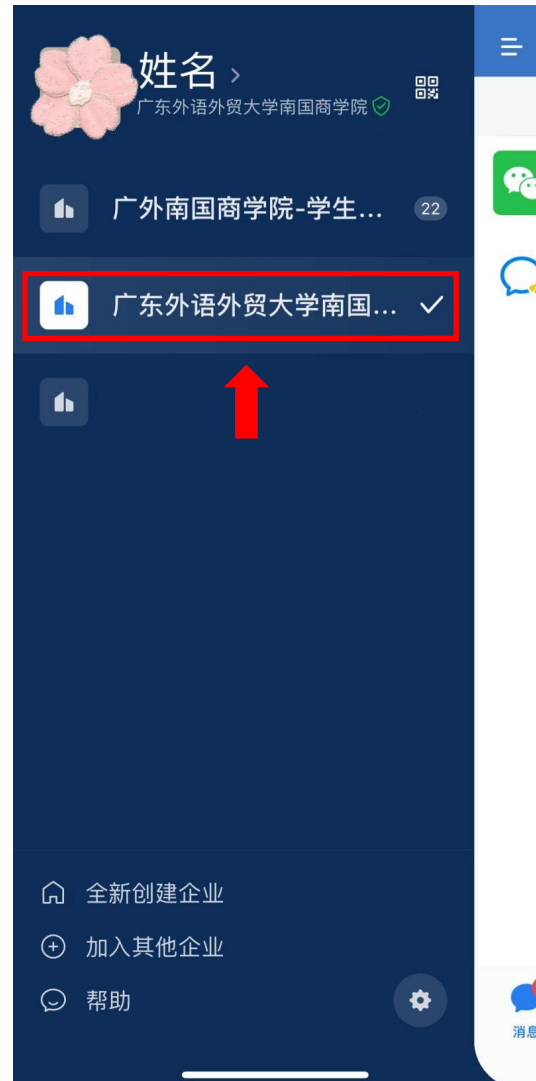 姓名
广东外语外贸大学南国商学院
广外南国商学院-学生... 22
广东外语外贸大学南国...
全新创建企业
加入其他企业
帮助
消息